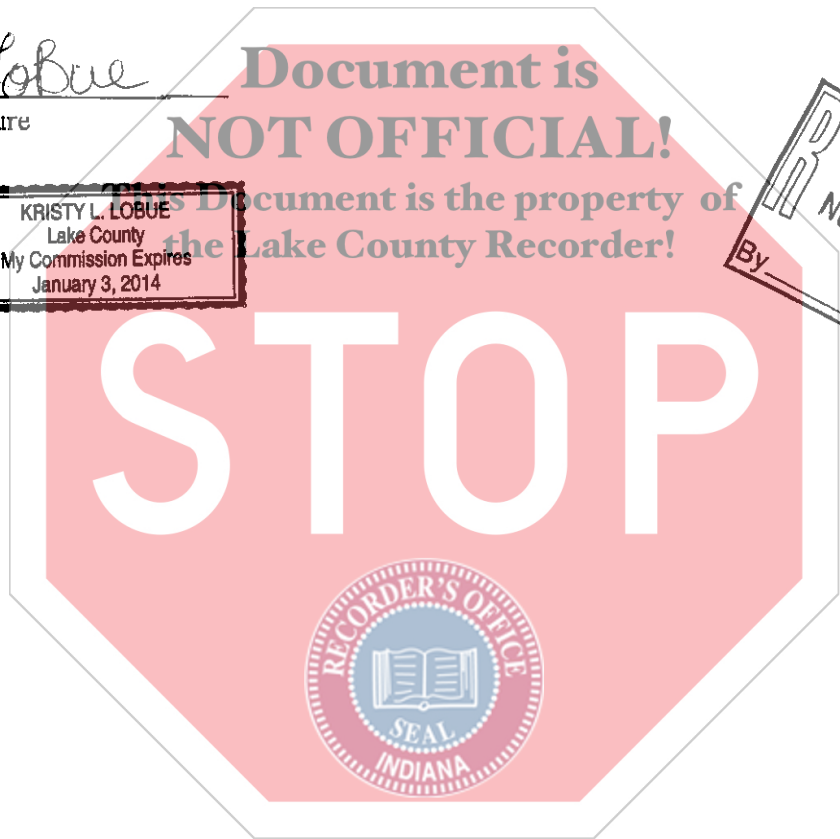 LoBue
Document is
NOT OFFICIAL!
This Document is the property of
the Lake County Recorder!
KRISTY L. LOBUE
Lake County
My Commission Expires
January 3, 2014
By
STOP
RECORDER'S OFFICE
SEAL
INDIANA